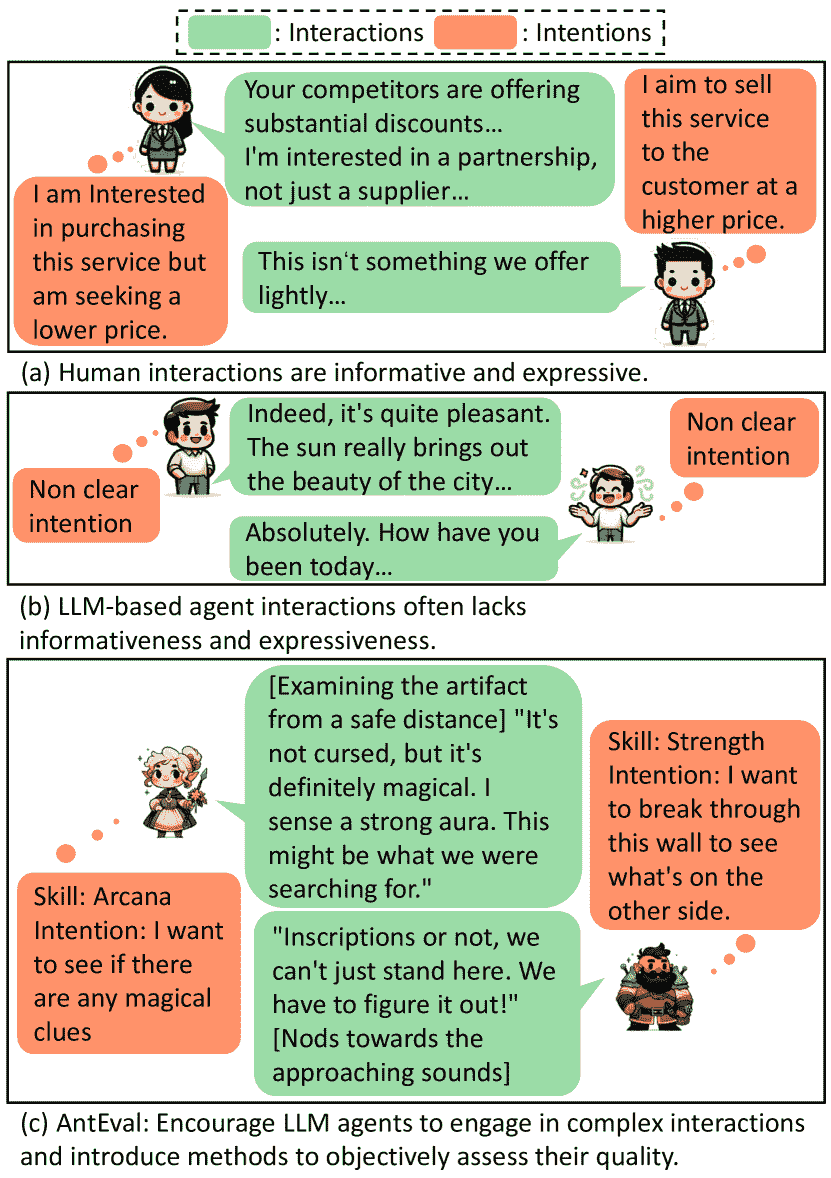 : Interactions
: Intentions
Your competitors are offering
substantial discounts…
I'm interested in a partnership,
not just a supplier…
I aim to sell
this service
to the
customer at a
higher price.
I am Interested
in purchasing
this service but
am seeking a
lower price.
This isn‘t something we offer
lightly…
(a) Human interactions are informative and expressive.
Indeed, it's quite pleasant.
The sun really brings out
the beauty of the city…
Non clear
intention
Non clear
intention
Absolutely. How have you
been today…
(b) LLM-based agent interactions often lacks
informativeness and expressiveness.
[Examining the artifact
from a safe distance] "It's
not cursed, but it's
definitely magical. I
sense a strong aura. This
might be what we were
searching for."
Skill: Strength
Intention: I want
to break through
this wall to see
what's on the
other side.
Skill: Arcana
Intention: I want
to see if there
are any magical
clues
"Inscriptions or not, we
can't just stand here. We
have to figure it out!"
[Nods towards the
approaching sounds]
(c) AntEval: Encourage LLM agents to engage in complex interactions
and introduce methods to objectively assess their quality.